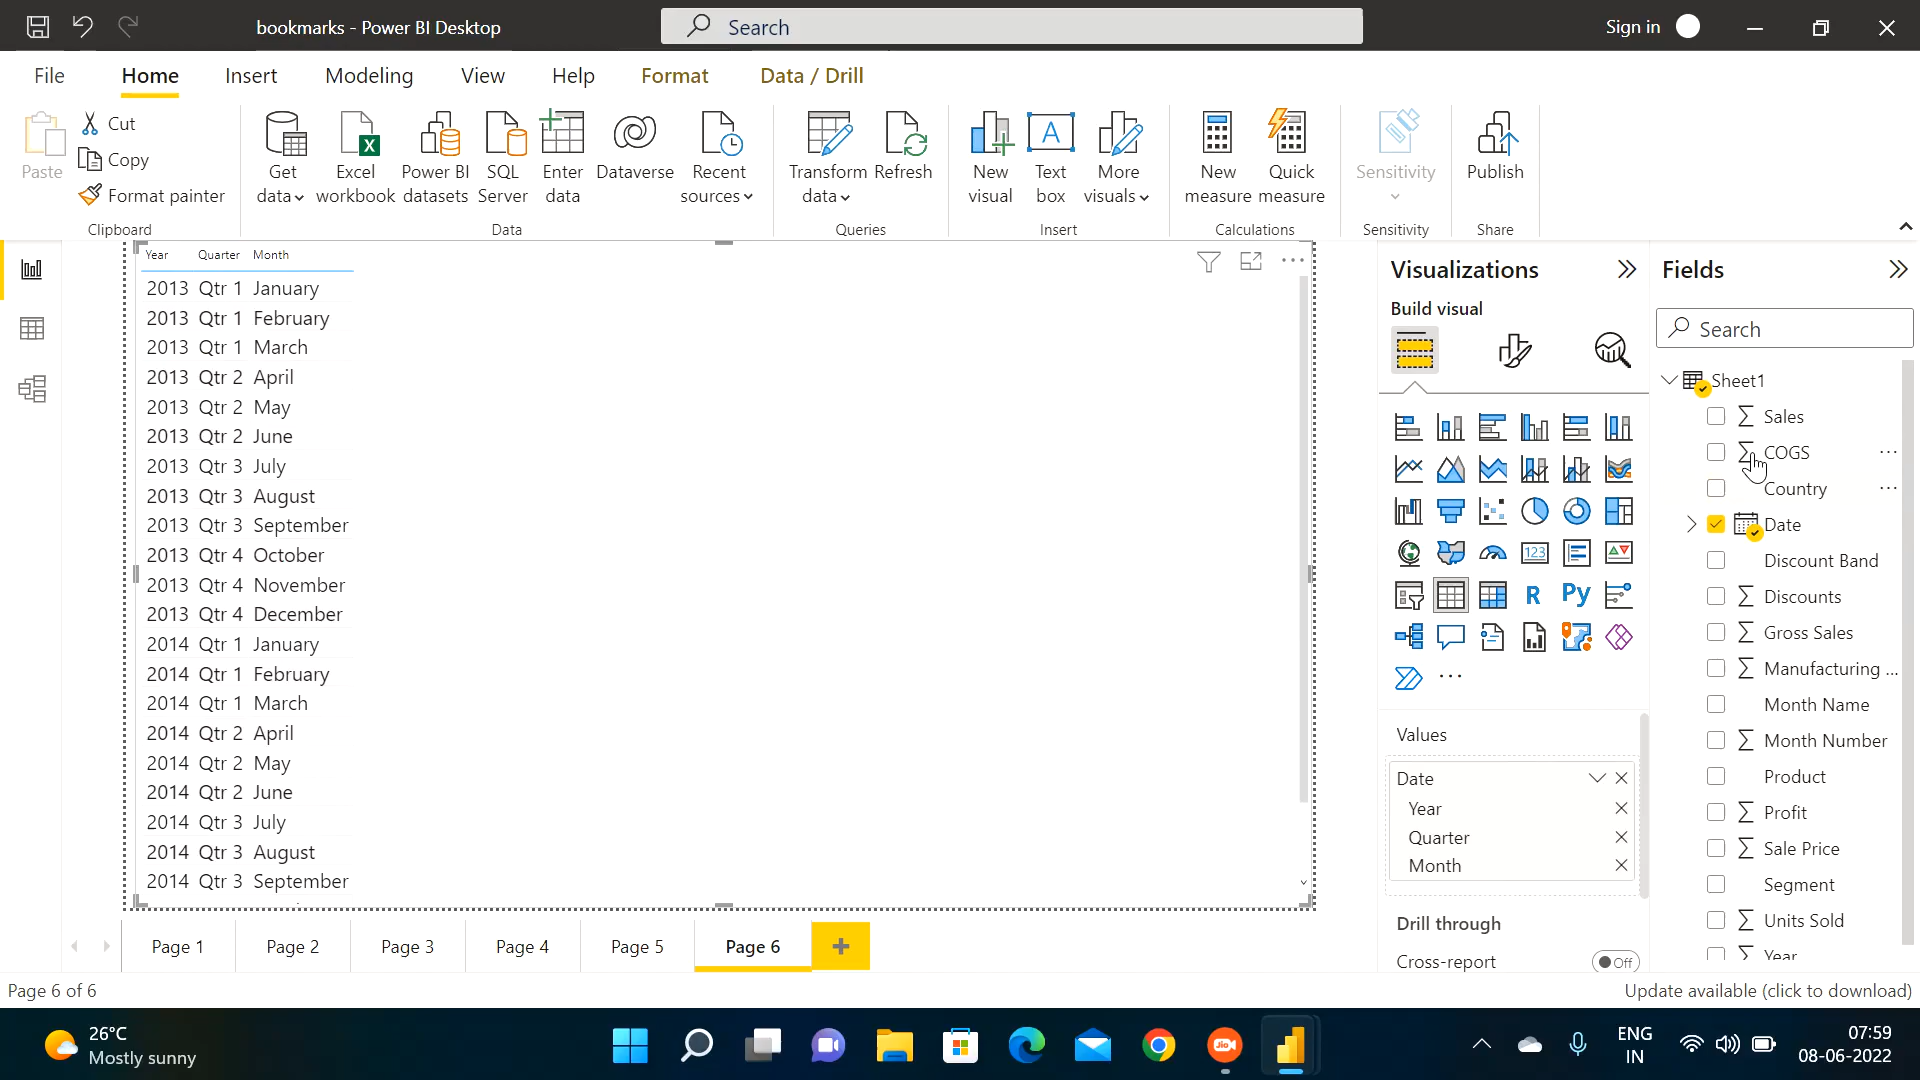 bookmarks - Power BI Desktop
Search
Sign in
File
Home
Insert
Modeling
View
Help
Format
Data / Drill
Paste
Cut
Copy
Format painter
Clipboard
Get data
Excel workbook
Power BI datasets
SQL Server
Enter data
Dataverse
Recent sources
Data
Transform data
Refresh
Queries
New visual
Text box
More visuals
Insert
New measure
Quick measure
Calculations
Sensitivity
Sensitivity
Publish
Share
Year Quarter Month
2013 Qtr 1 January
2013 Qtr 1 February
2013 Qtr 1 March
2013 Qtr 2 April
2013 Qtr 2 May
2013 Qtr 2 June
2013 Qtr 3 July
2013 Qtr 3 August
2013 Qtr 3 September
2013 Qtr 4 October
2013 Qtr 4 November
2013 Qtr 4 December
2014 Qtr 1 January
2014 Qtr 1 February
2014 Qtr 1 March
2014 Qtr 2 April
2014 Qtr 2 May
2014 Qtr 2 June
2014 Qtr 3 July
2014 Qtr 3 August
2014 Qtr 3 September
Visualizations
Build visual
123
R
Py
Values
Date
Year
Quarter
Month
Drill through
Cross-report
Off
Fields
Search
Sheet1
Sales
COGS
Country
Date
Discount Band
Discounts
Gross Sales
Manufacturing ...
Month Name
Month Number
Product
Profit
Sale Price
Segment
Units Sold
Year
Page 1
Page 2
Page 3
Page 4
Page 5
Page 6
Page 6 of 6
Update available (click to download)
26°C
Mostly sunny
Jio
ENG
IN
07:59
08-06-2022